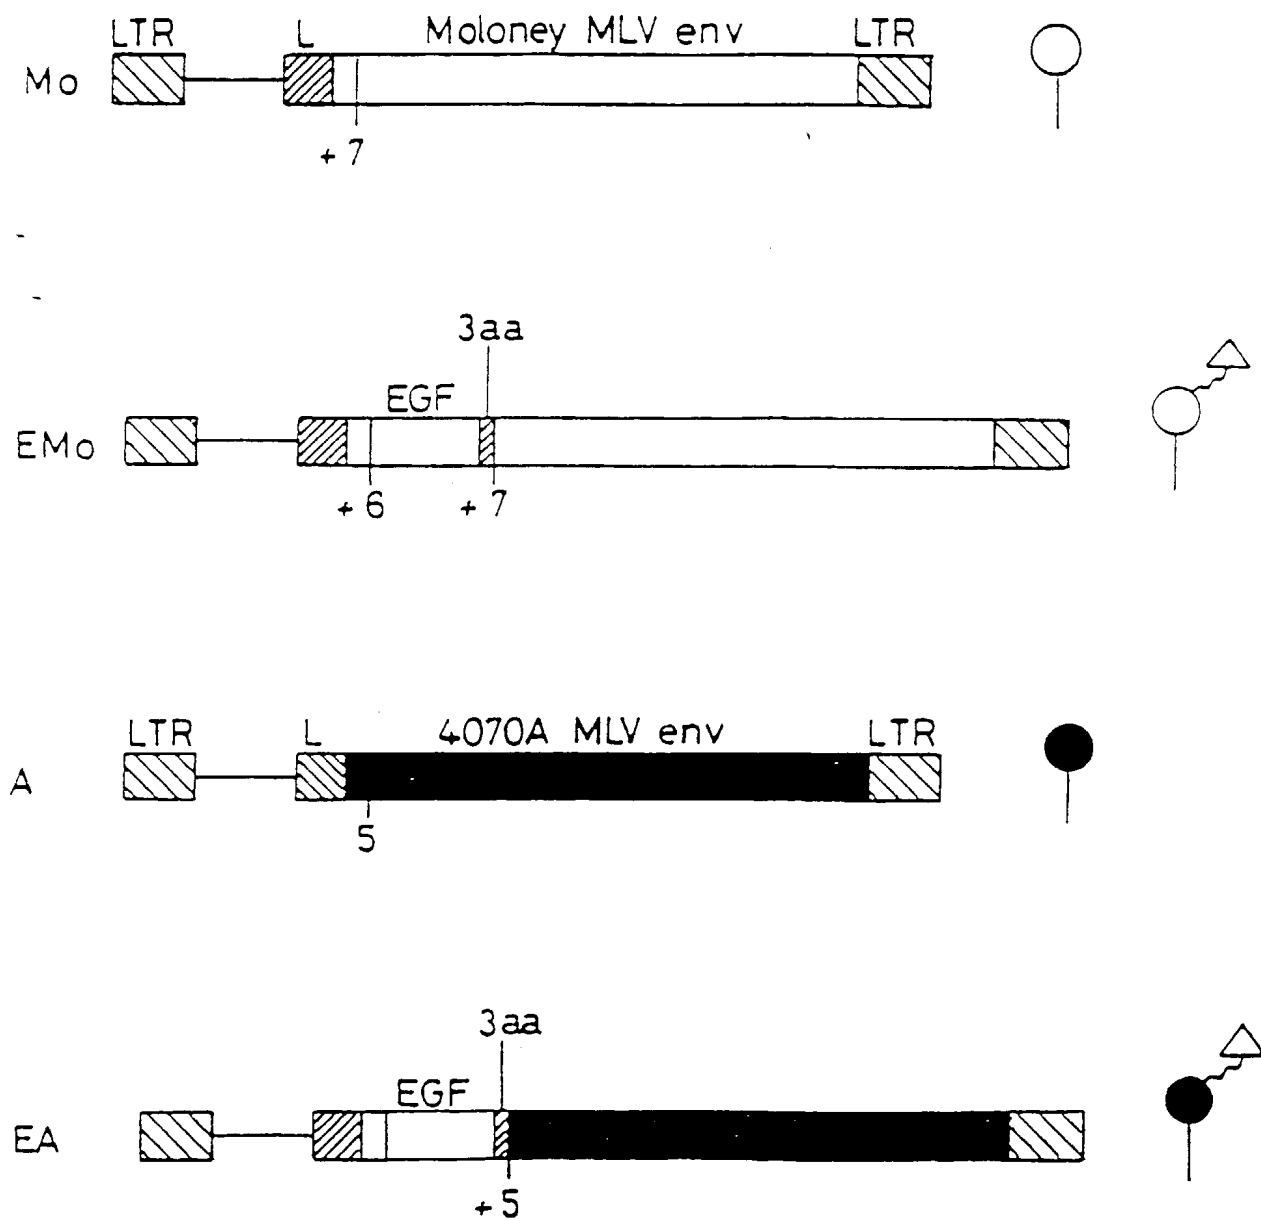 LTR L Moloney MLV env LTR
Mo
+7
3aa
EGF
EMo
+6 +7
LTR L 4070A MLV env LTR
A
5
3aa
EGF
EA
+5